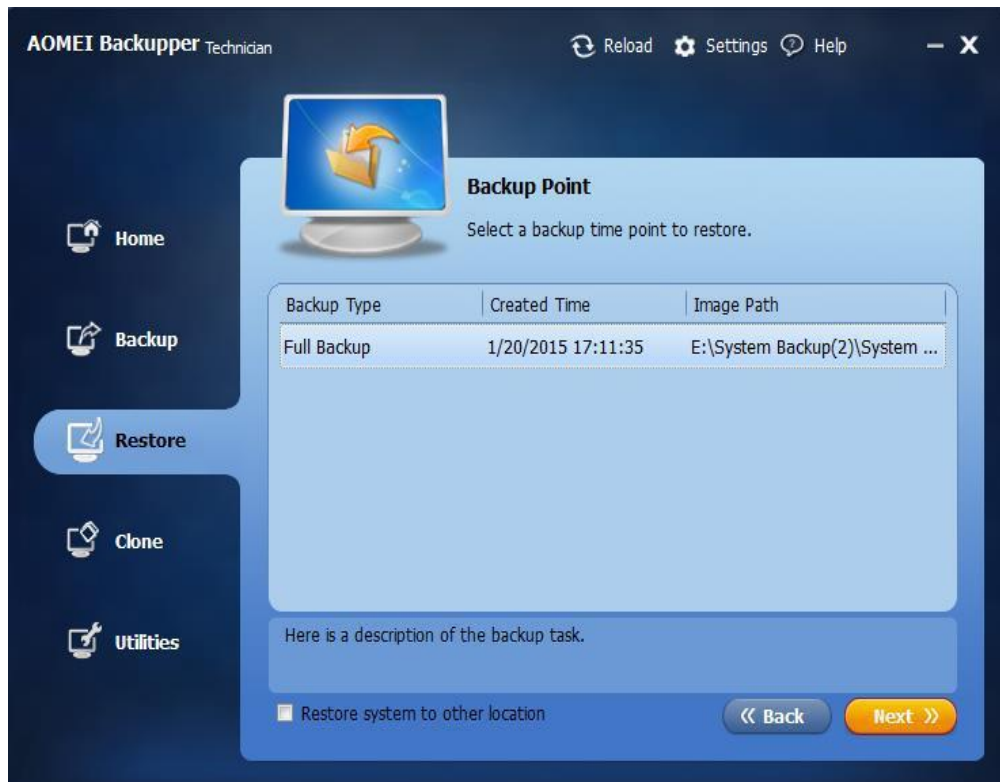 AOMEI Backupper Technician
Reload Settings Help
Backup Point
Select a backup time point to restore.
Home
Backup
Restore
Clone
Utilities
Backup Type Created Time Image Path
Full Backup 1/20/2015 17:11:35 E:\System Backup(2)\System ...
Here is a description of the backup task.
Restore system to other location
« Back Next »